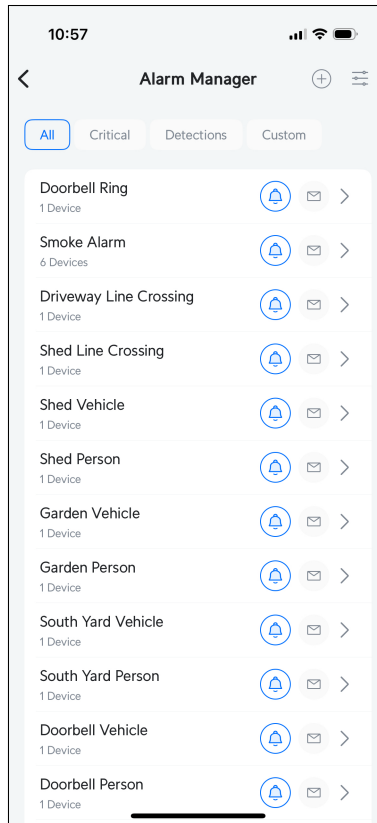 10:57
Alarm Manager
All Critical Detections Custom
Doorbell Ring
1 Device
Smoke Alarm
6 Devices
Driveway Line Crossing
1 Device
Shed Line Crossing
1 Device
Shed Vehicle
1 Device
Shed Person
1 Device
Garden Vehicle
1 Device
Garden Person
1 Device
South Yard Vehicle
1 Device
South Yard Person
1 Device
Doorbell Vehicle
1 Device
Doorbell Person
1 Device